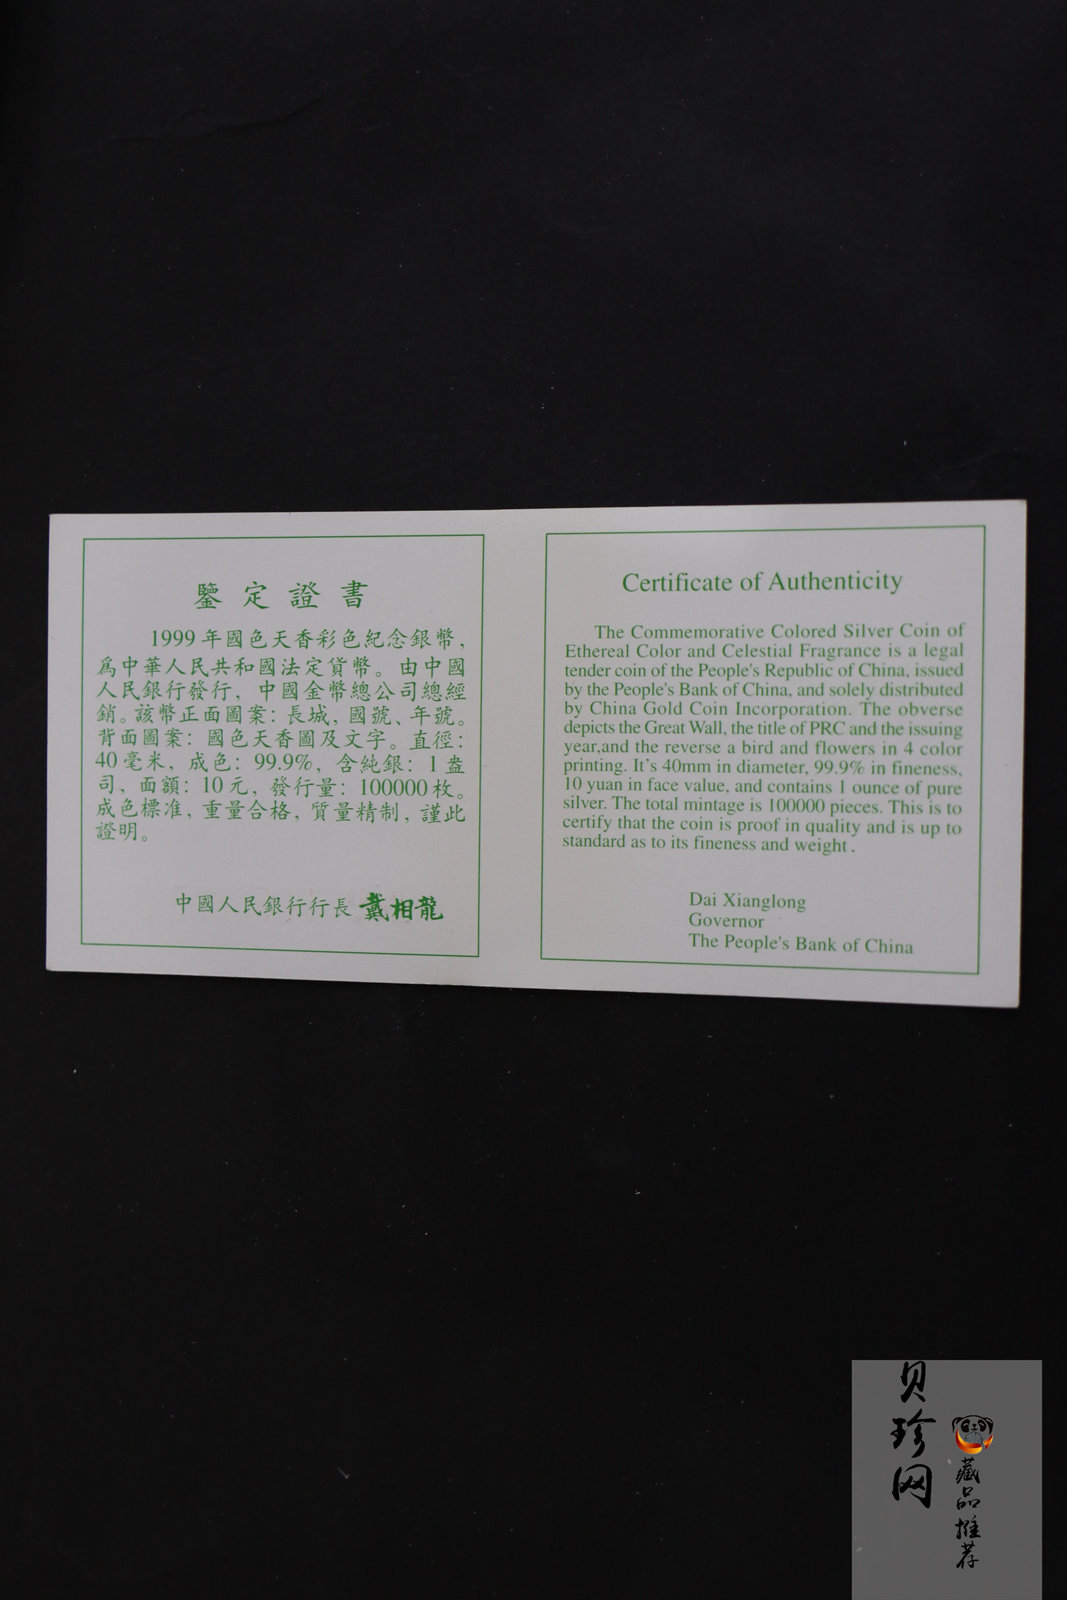 鑒定證書
1999年國色天香彩色紀念銀幣，
爲中華人民共和國法定貨幣。由中國
人民銀行發行，中國金幣總公司總經
銷。該幣正面圖案：長城，國號、年號。
背面圖案：國色天香圖及文字。直徑：
40毫米，成色：99.9%，含純銀：1盎
司，面額：10元，發行量：100000枚。
成色標准，重量合格，質量精制，謹此
證明。
中國人民銀行行長 戴相龍
Certificate of Authenticity
The Commemorative Colored Silver Coin of
Ethereal Color and Celestial Fragrance is a legal
tender coin of the People's Republic of China, issued
by the People's Bank of China, and solely distributed
by China Gold Coin Incorporation. The obverse
depicts the Great Wall, the title of PRC and the issuing
year,and the reverse a bird and flowers in 4 color
printing. It's 40mm in diameter, 99.9% in fineness,
10 yuan in face value, and contains 1 ounce of pure
silver. The total mintage is 100000 pieces. This is to
certify that the coin is proof in quality and is up to
standard as to its fineness and weight.
Dai Xianglong
Governor
The People's Bank of China
贝珍网
藏品推荐